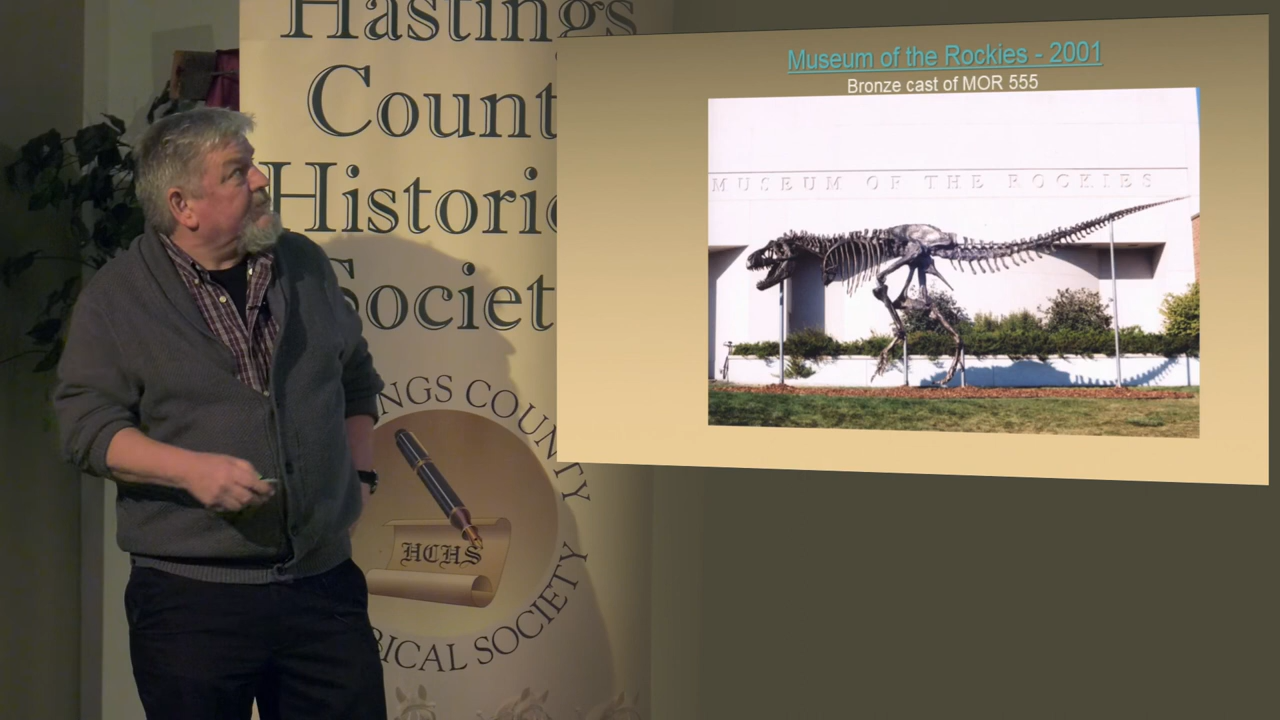 Hastings
Count
Historic
Societ
NGS COUNTY
HCHS
RICAL SOCIETY
Museum of the Rockies - 2001
Bronze cast of MOR 555
MUSEUM OF THE ROCKIES